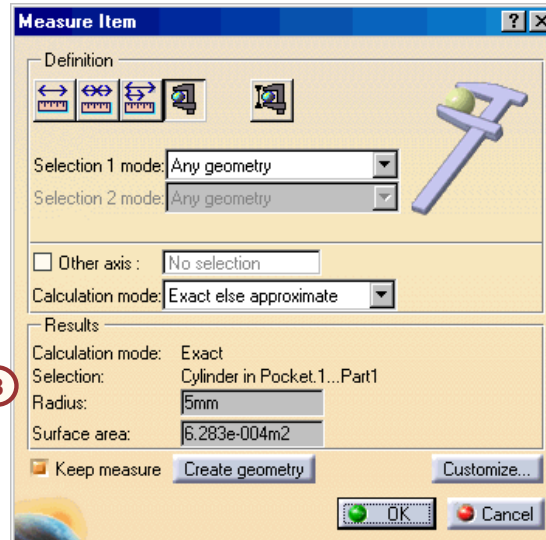 Measure Item
Definition
Selection 1 mode: Any geometry
Selection 2 mode: Any geometry
Other axis : No selection
Calculation mode: Exact else approximate
Results
Calculation mode: Exact
Selection: Cylinder in Pocket.1...Part1
Radius: 5mm
Surface area: 6.283e-004m2
Keep measure Create geometry Customize...
OK Cancel